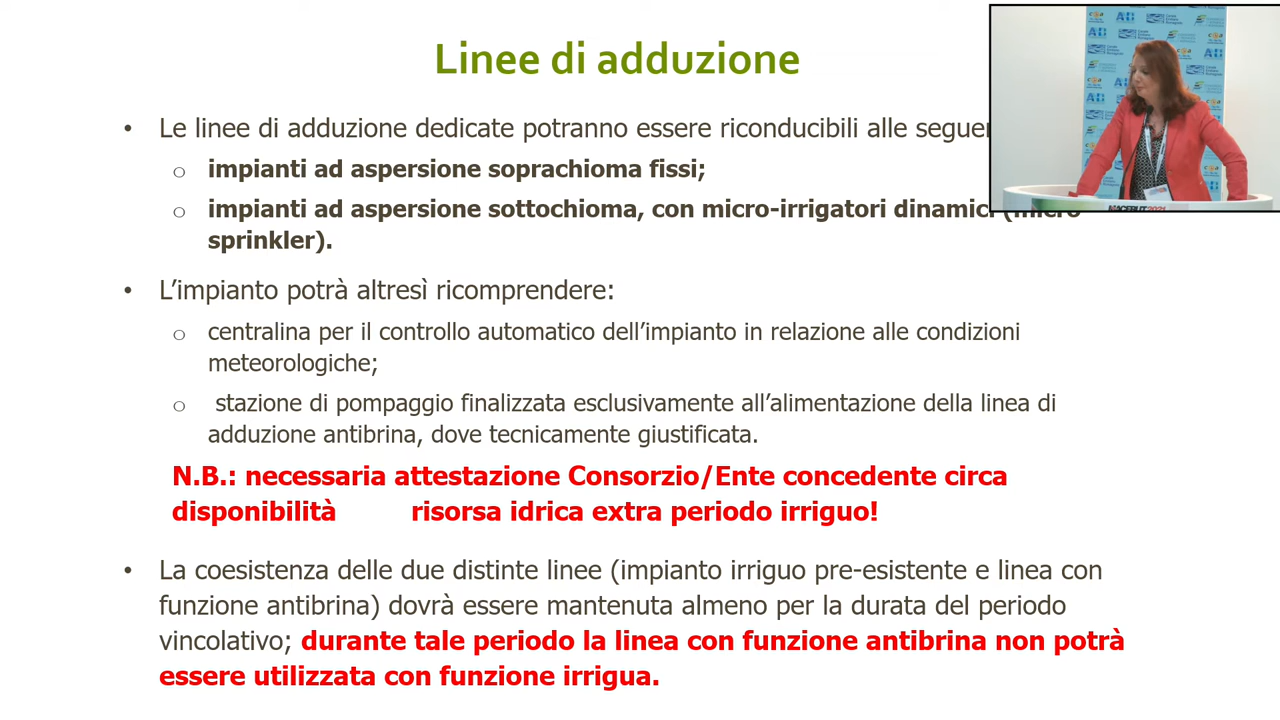 Linee di adduzione
• Le linee di adduzione dedicate potranno essere riconducibili alle
o impianti ad aspersione soprachioma fissi;
o impianti ad aspersione sottochioma, con micro-irrigatori dinamici (micro
sprinkler).
• L’impianto potrà altresì ricomprendere:
o centralina per il controllo automatico dell’impianto in relazione alle condizioni
meteorologiche;
o stazione di pompaggio finalizzata esclusivamente all’alimentazione della linea di
adduzione antibrina, dove tecnicamente giustificata.
N.B.: necessaria attestazione Consorzio/Ente concedente circa
disponibilità risorsa idrica extra periodo irriguo!
• La coesistenza delle due distinte linee (impianto irriguo pre-esistente e linea con
funzione antibrina) dovrà essere mantenuta almeno per la durata del periodo
vincolativo; durante tale periodo la linea con funzione antibrina non potrà
essere utilizzata con funzione irrigua.
MACFRUT 2021